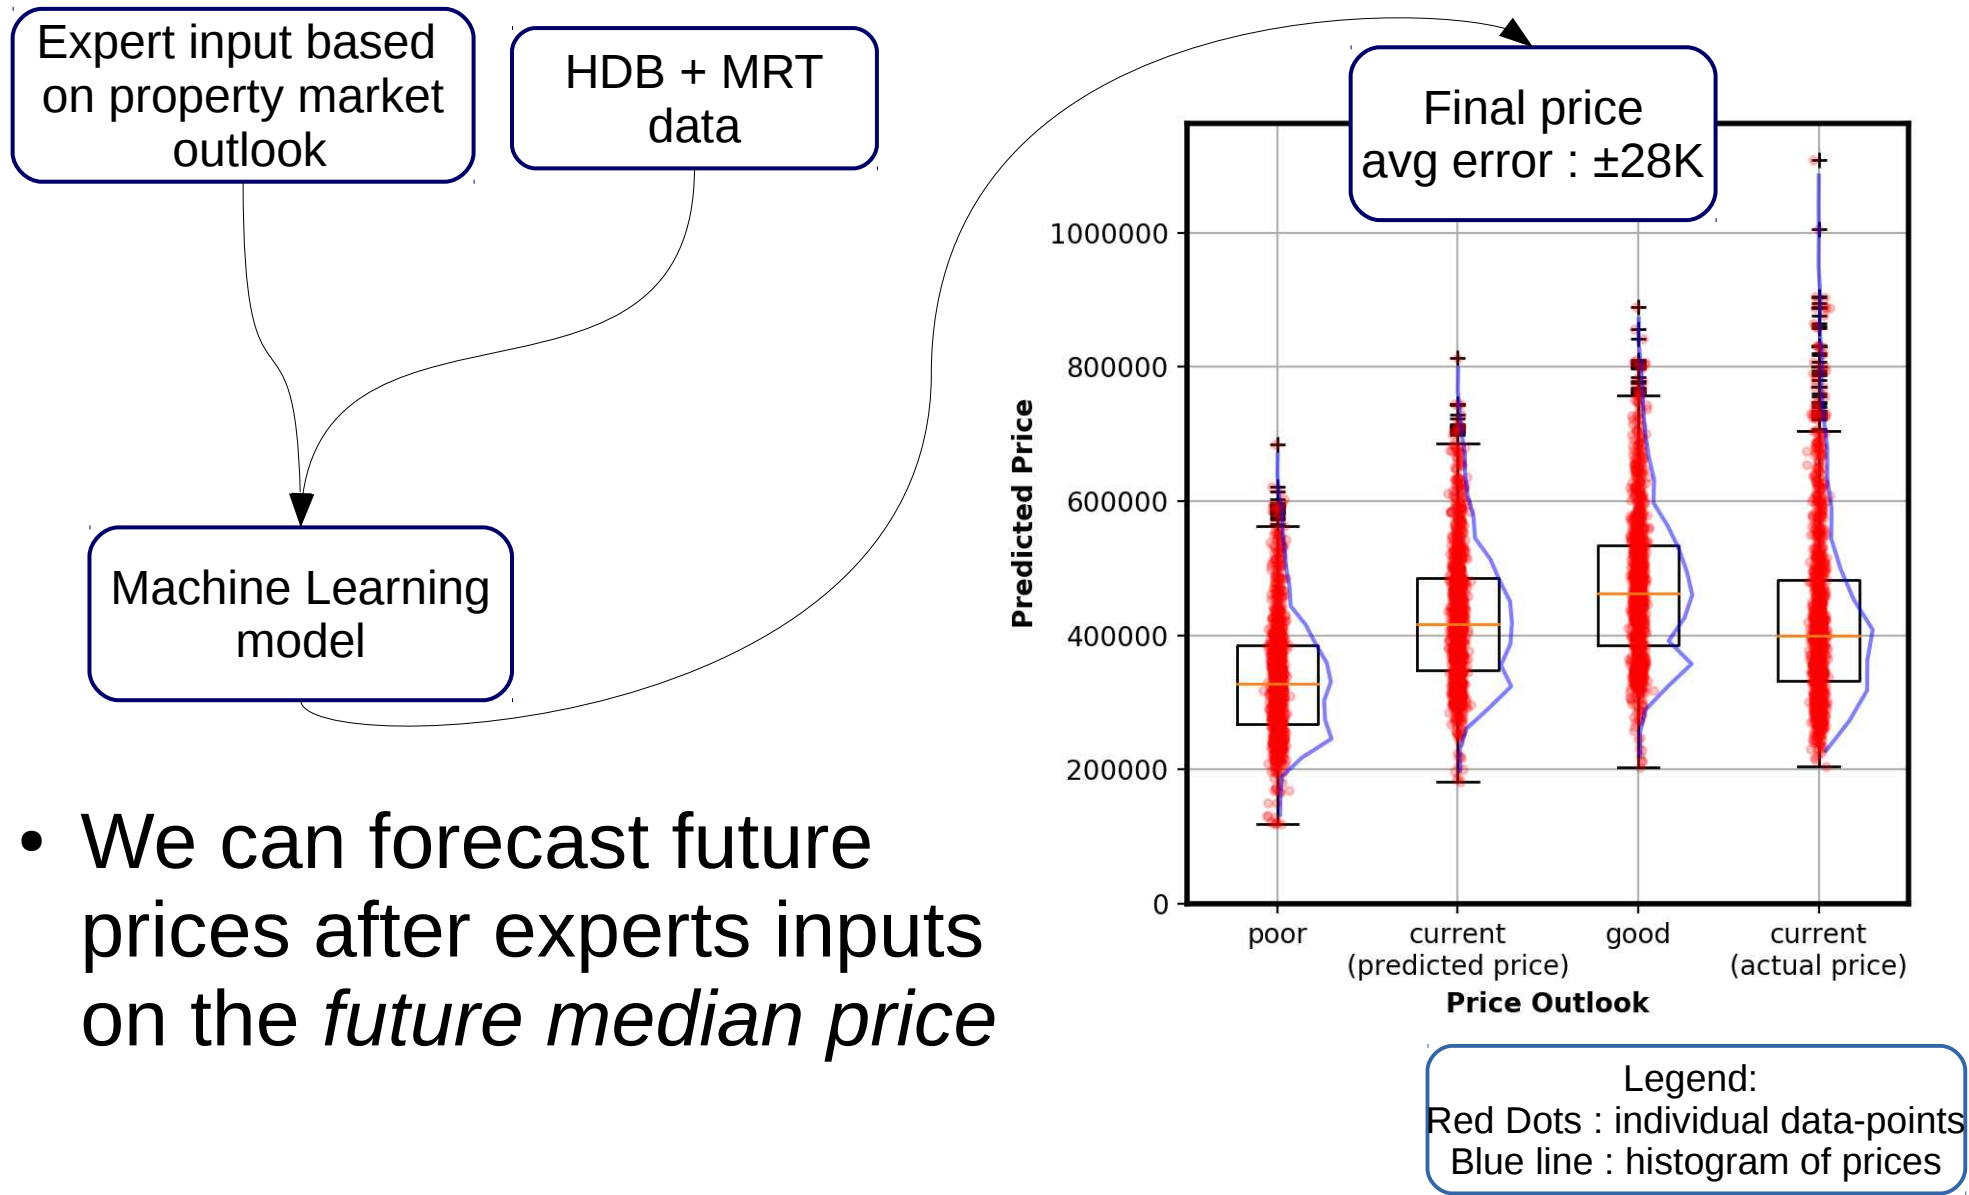 Expert input based
on property market
outlook
HDB + MRT
data
Machine Learning
model
Final price
avg error : ±28K
• We can forecast future
prices after experts inputs
on the future median price
Predicted Price
1000000
800000
600000
400000
200000
0
poor
current
(predicted price)
good
current
(actual price)
Price Outlook
Legend:
Red Dots : individual data-points
Blue line : histogram of prices